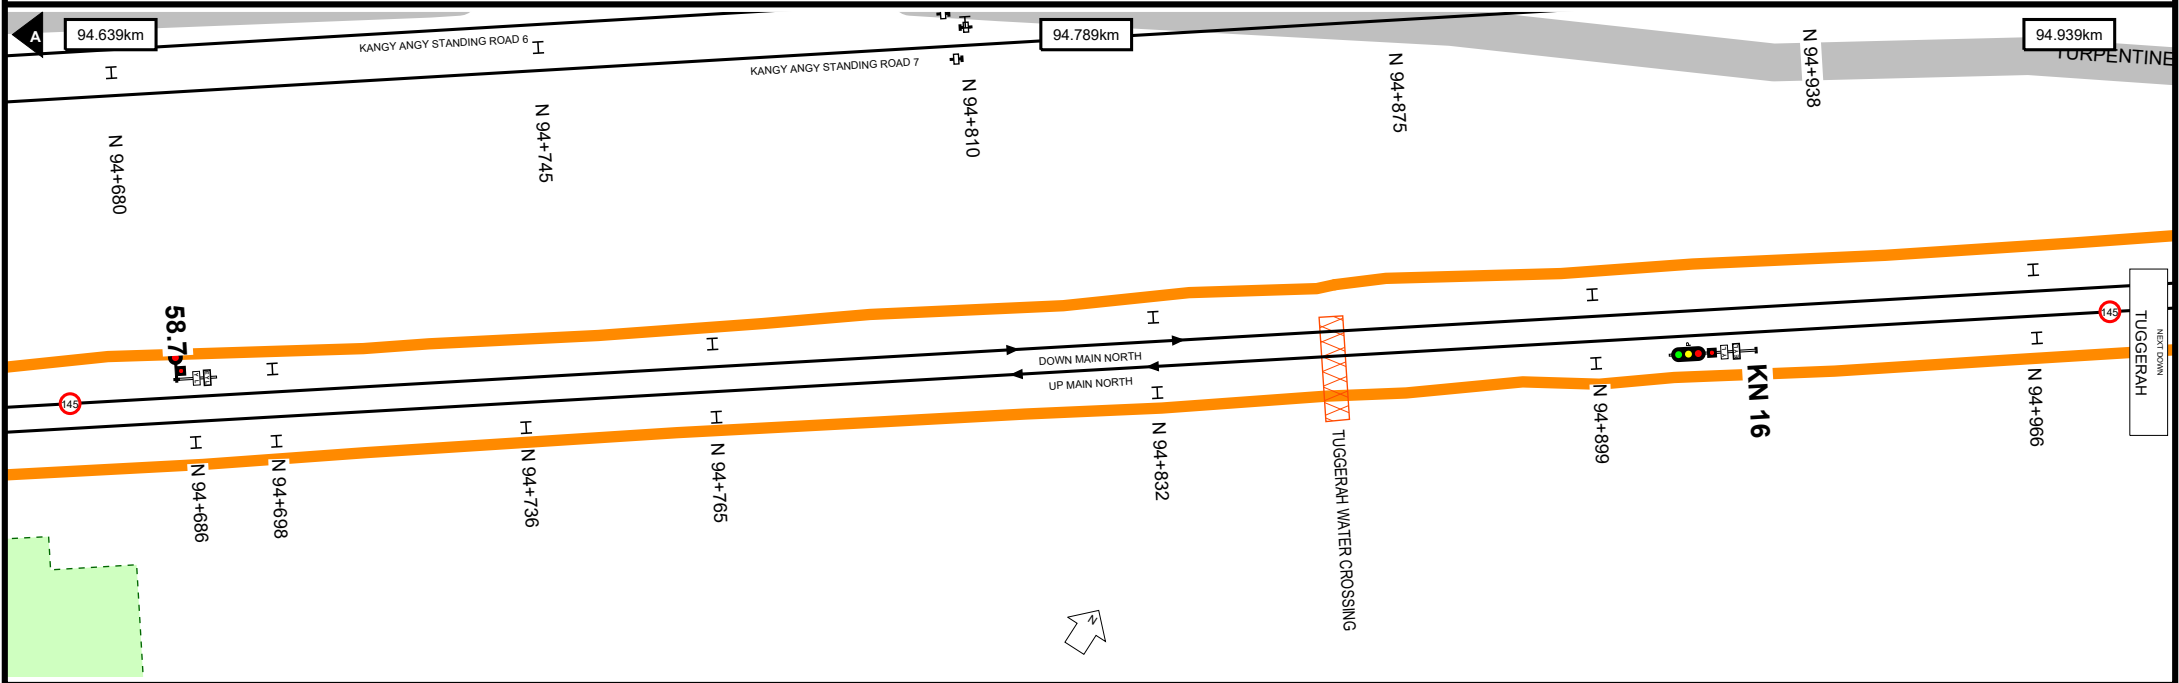 A
94.639km
94.789km
94.939km
KANGY ANGY STANDING ROAD 6
KANGY ANGY STANDING ROAD 7
TURPENTINE
N 94+680
N 94+745
N 94+810
N 94+875
N 94+938
58.7
145
DOWN MAIN NORTH
UP MAIN NORTH
145
KN 16
NEXT DOWN
TUGGERAH
N 94+686
N 94+698
N 94+736
N 94+765
N 94+832
TUGGERAH WATER CROSSING
N 94+899
N 94+966
N